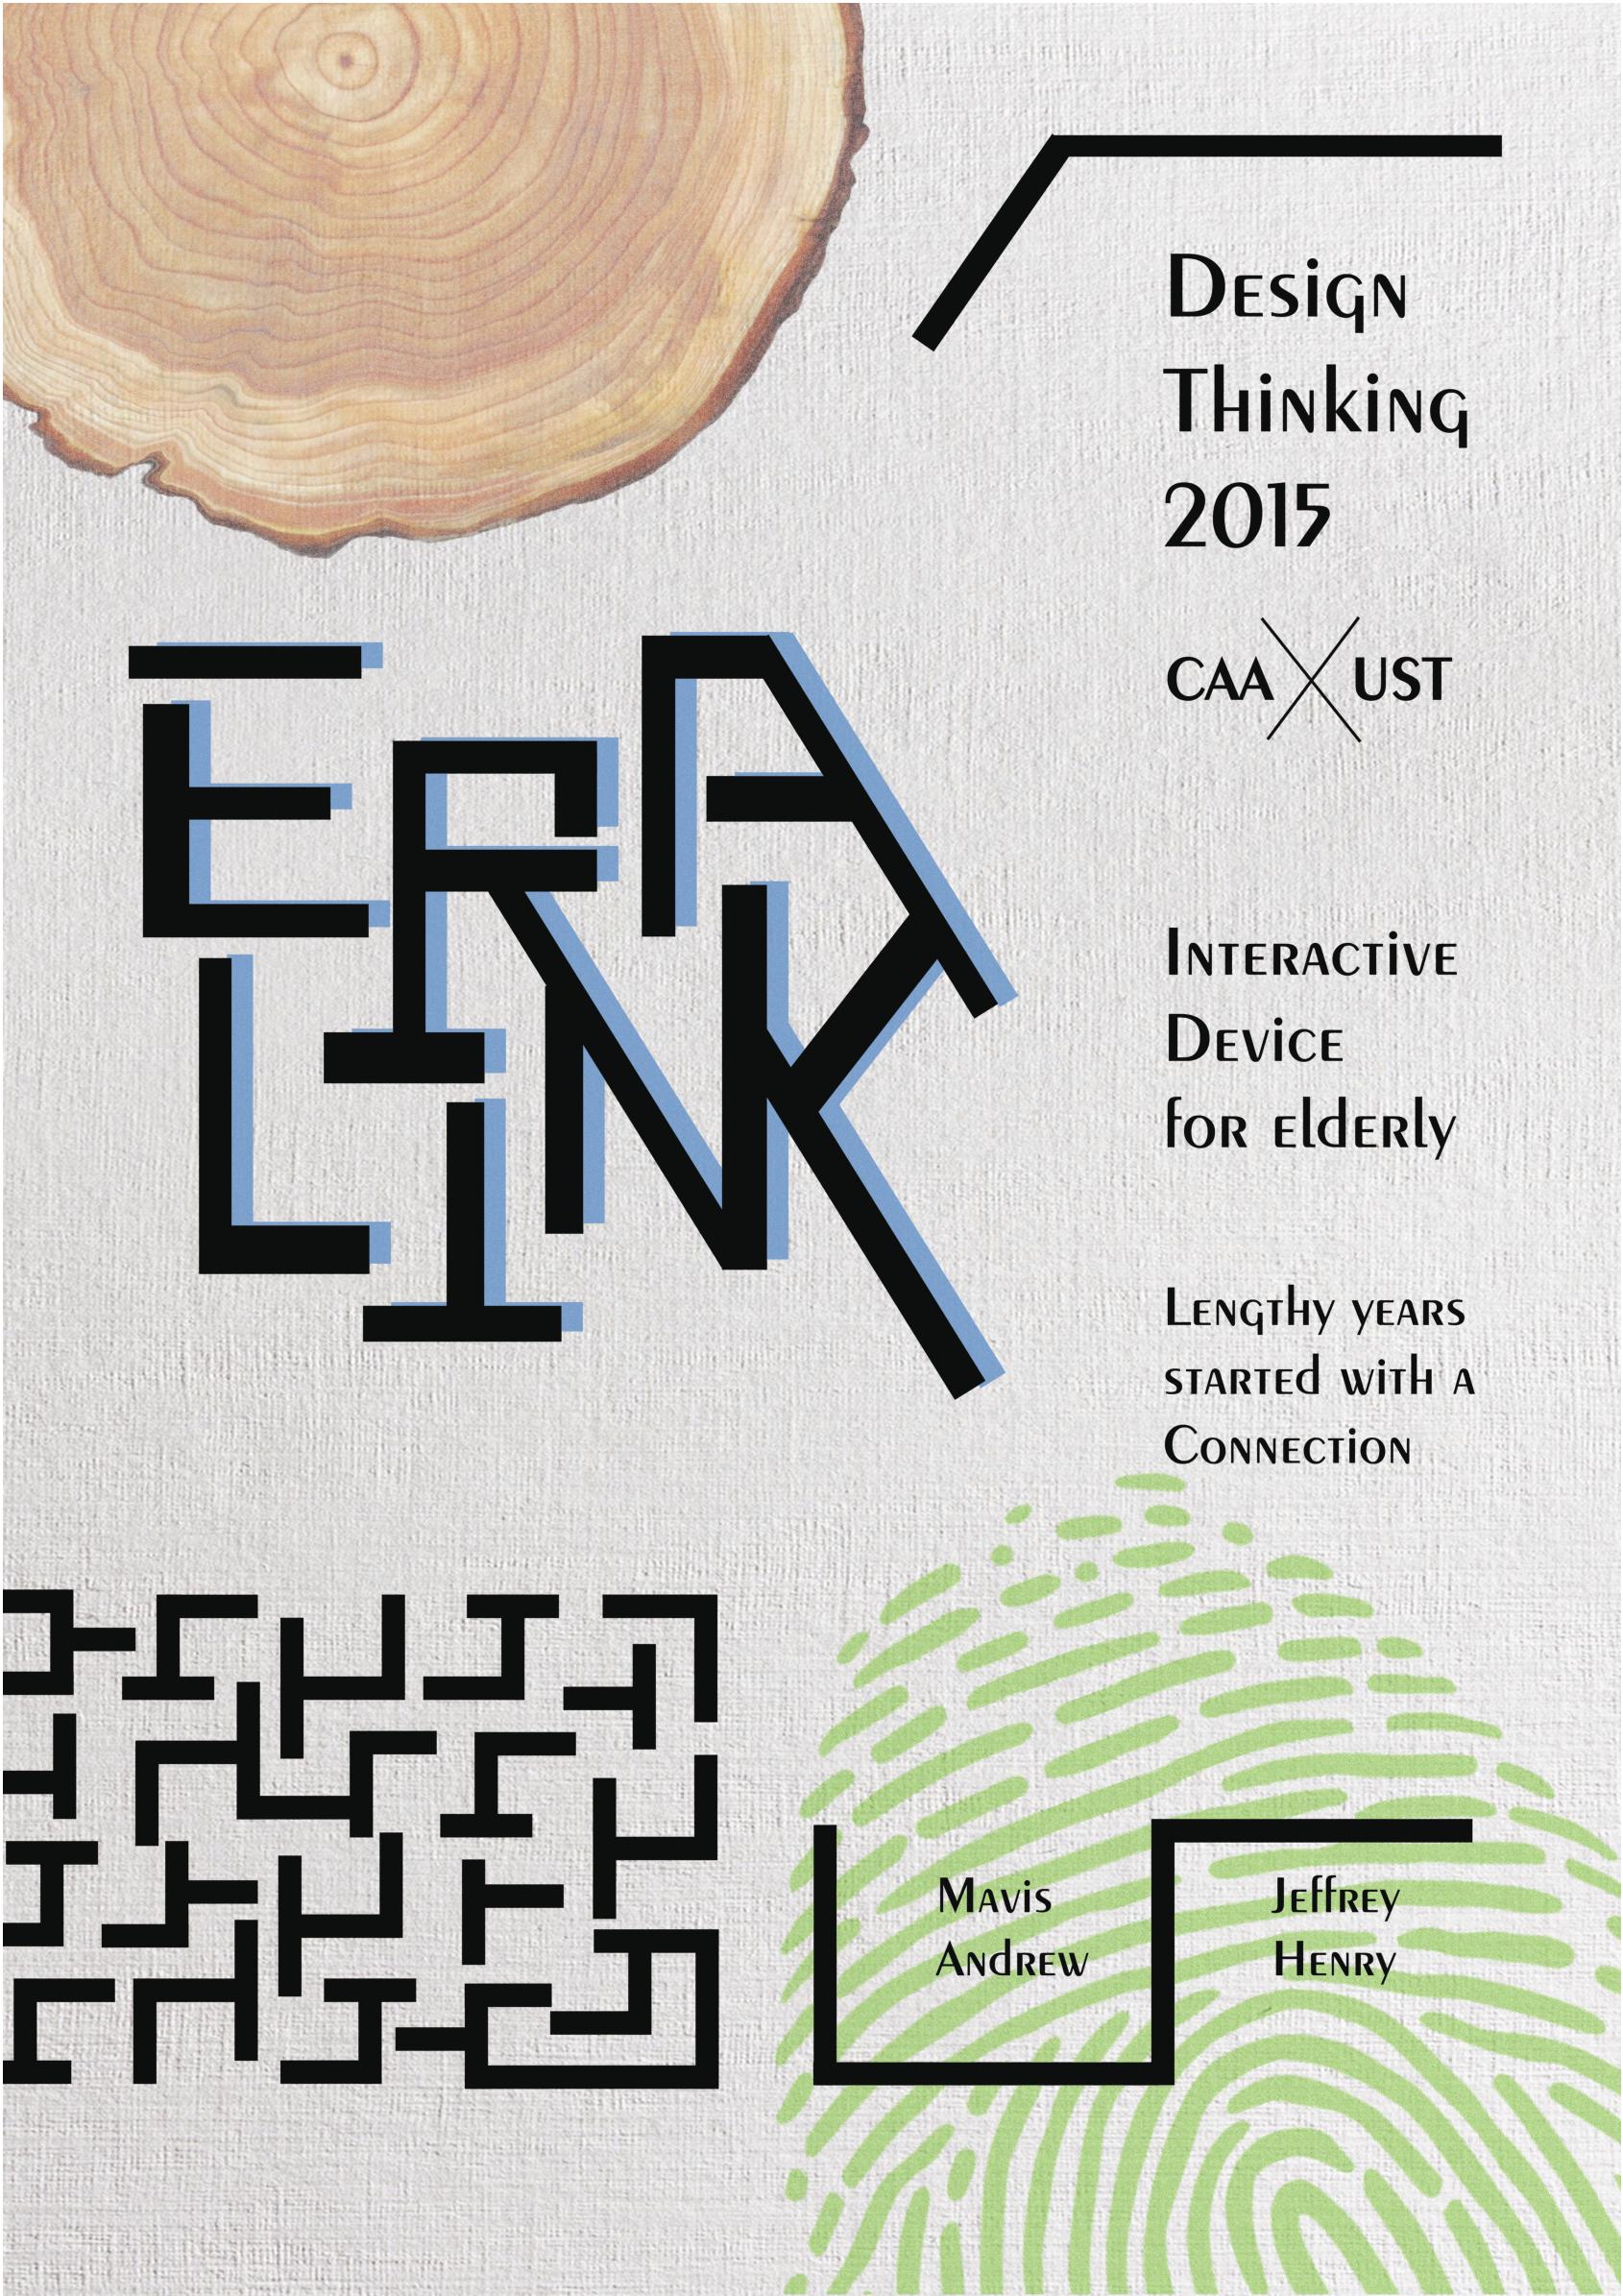 Design
Thinking
2015
CAA X UST
ERA
LINK
Interactive
Device
for elderly
Lengthy years
started with a
Connection
Mavis
Andrew
Jeffrey
Henry